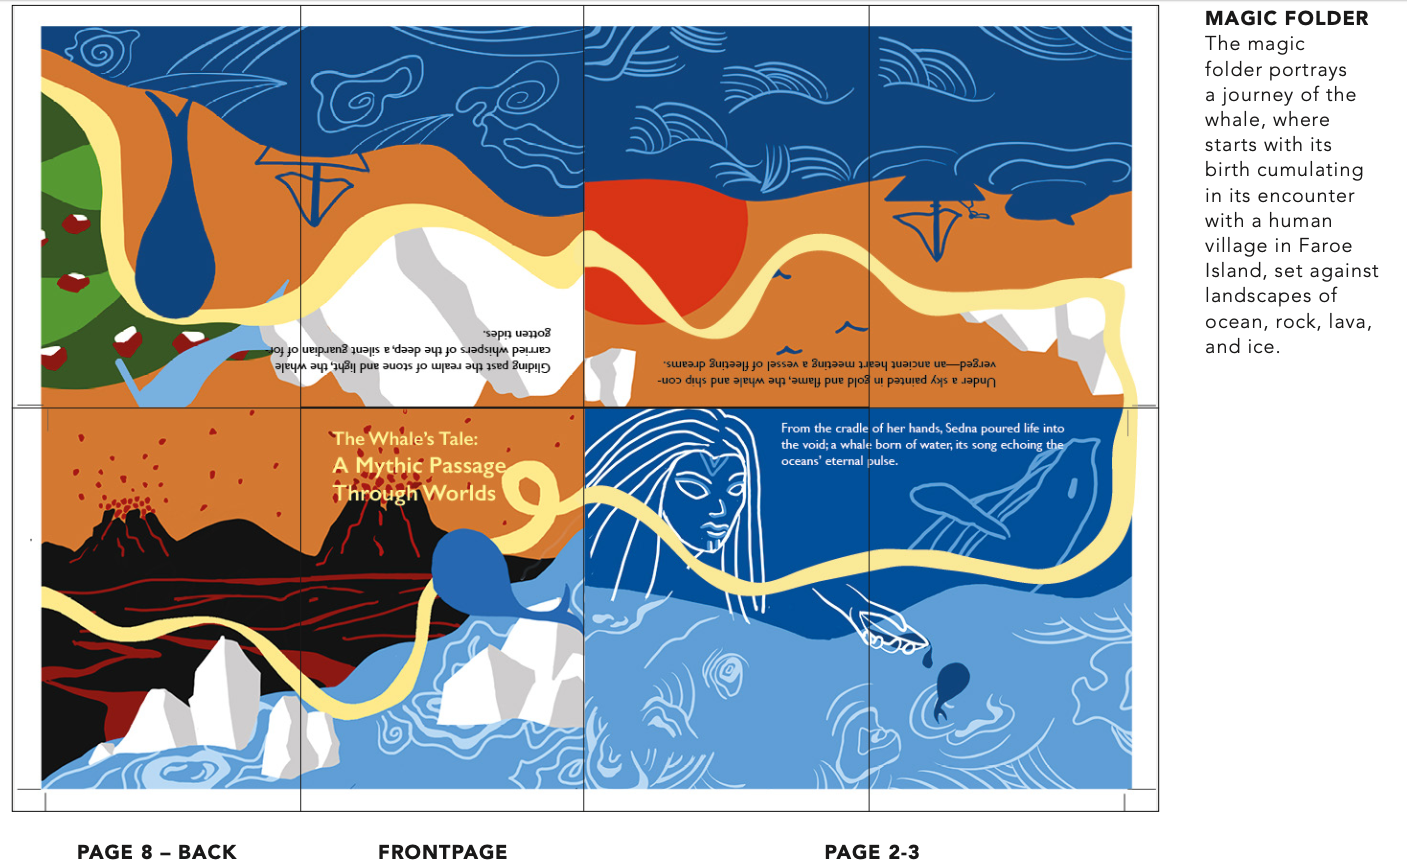 MAGIC FOLDER
The magic
folder portrays
a journey of the
whale, where
starts with its
birth cumulating
in its encounter
with a human
village in Faroe
Island, set against
landscapes of
ocean, rock, lava,
and ice.
Gliding past the realm of stone and light, the whale
carried whispers of the deep, a silent guardian of for-
gotten tides.
Under a sky painted in gold and flame, the whale and ship con-
verged—an ancient heart meeting a vessel of fleeting dreams.
The Whale's Tale:
A Mythic Passage
Through Worlds
From the cradle of her hands, Sedna poured life into
the void; a whale born of water, its song echoing the
oceans' eternal pulse.
PAGE 8 – BACK
FRONTPAGE
PAGE 2-3